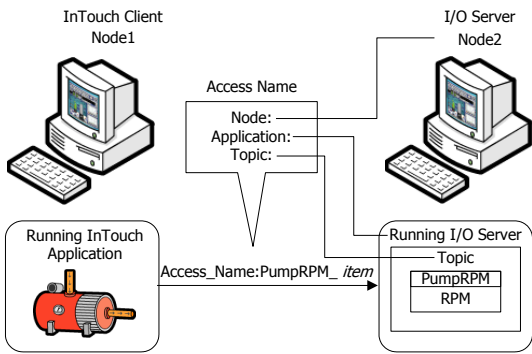 InTouch Client
Node1
I/O Server
Node2
Access Name
Node:
Application:
Topic:
Running InTouch
Application
Access_Name:PumpRPM_ item
Running I/O Server
Topic
PumpRPM
RPM